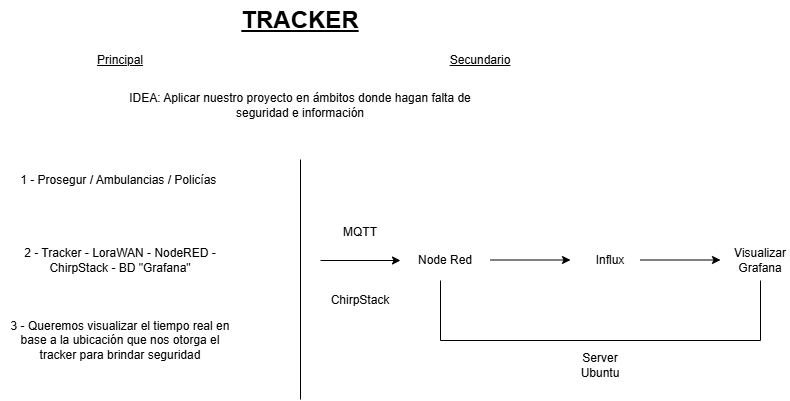 TRACKER
Principal
Secundario
IDEA: Aplicar nuestro proyecto en ámbitos donde hagan falta de
seguridad e información
1 - Prosegur / Ambulancias / Policías
2 - Tracker - LoraWAN - NodeRED -
ChirpStack - BD "Grafana"
3 - Queremos visualizar el tiempo real en
base a la ubicación que nos otorga el
tracker para brindar seguridad
MQTT
ChirpStack
Node Red
Influx
Visualizar
Grafana
Server
Ubuntu